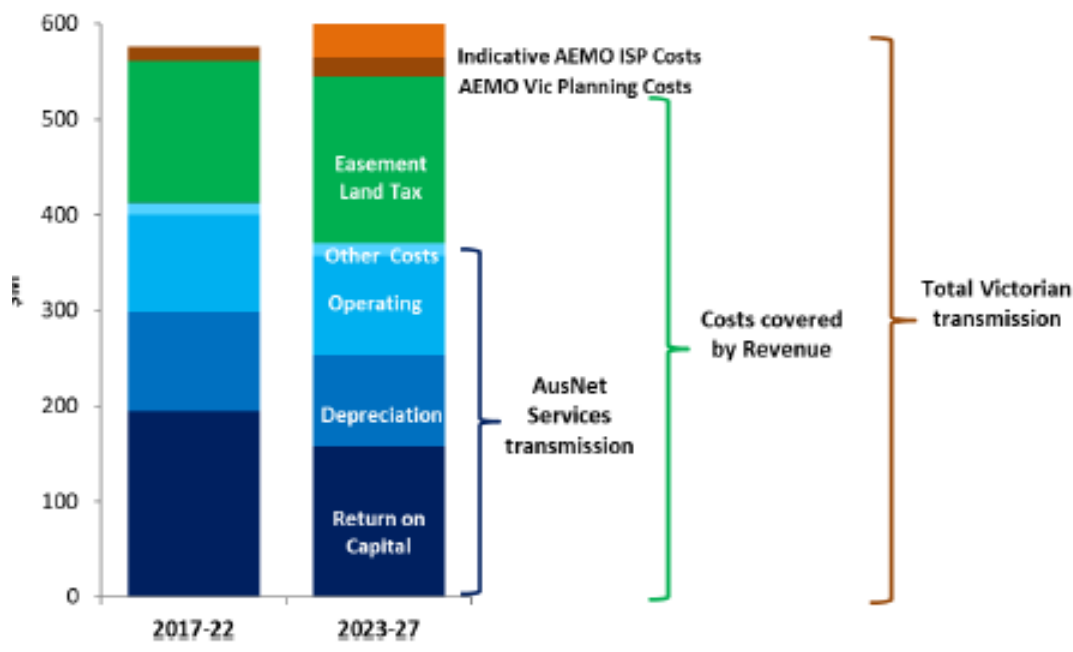 600
500
400
300
200
100
0
2017-22
2023-27
Indicative AEMO ISP Costs
AEMO Vic Planning Costs
Easement
Land Tax
Other Costs
Operating
Depreciation
Return on
Capital
AusNet
Services
transmission
Costs covered
by Revenue
Total Victorian
transmission